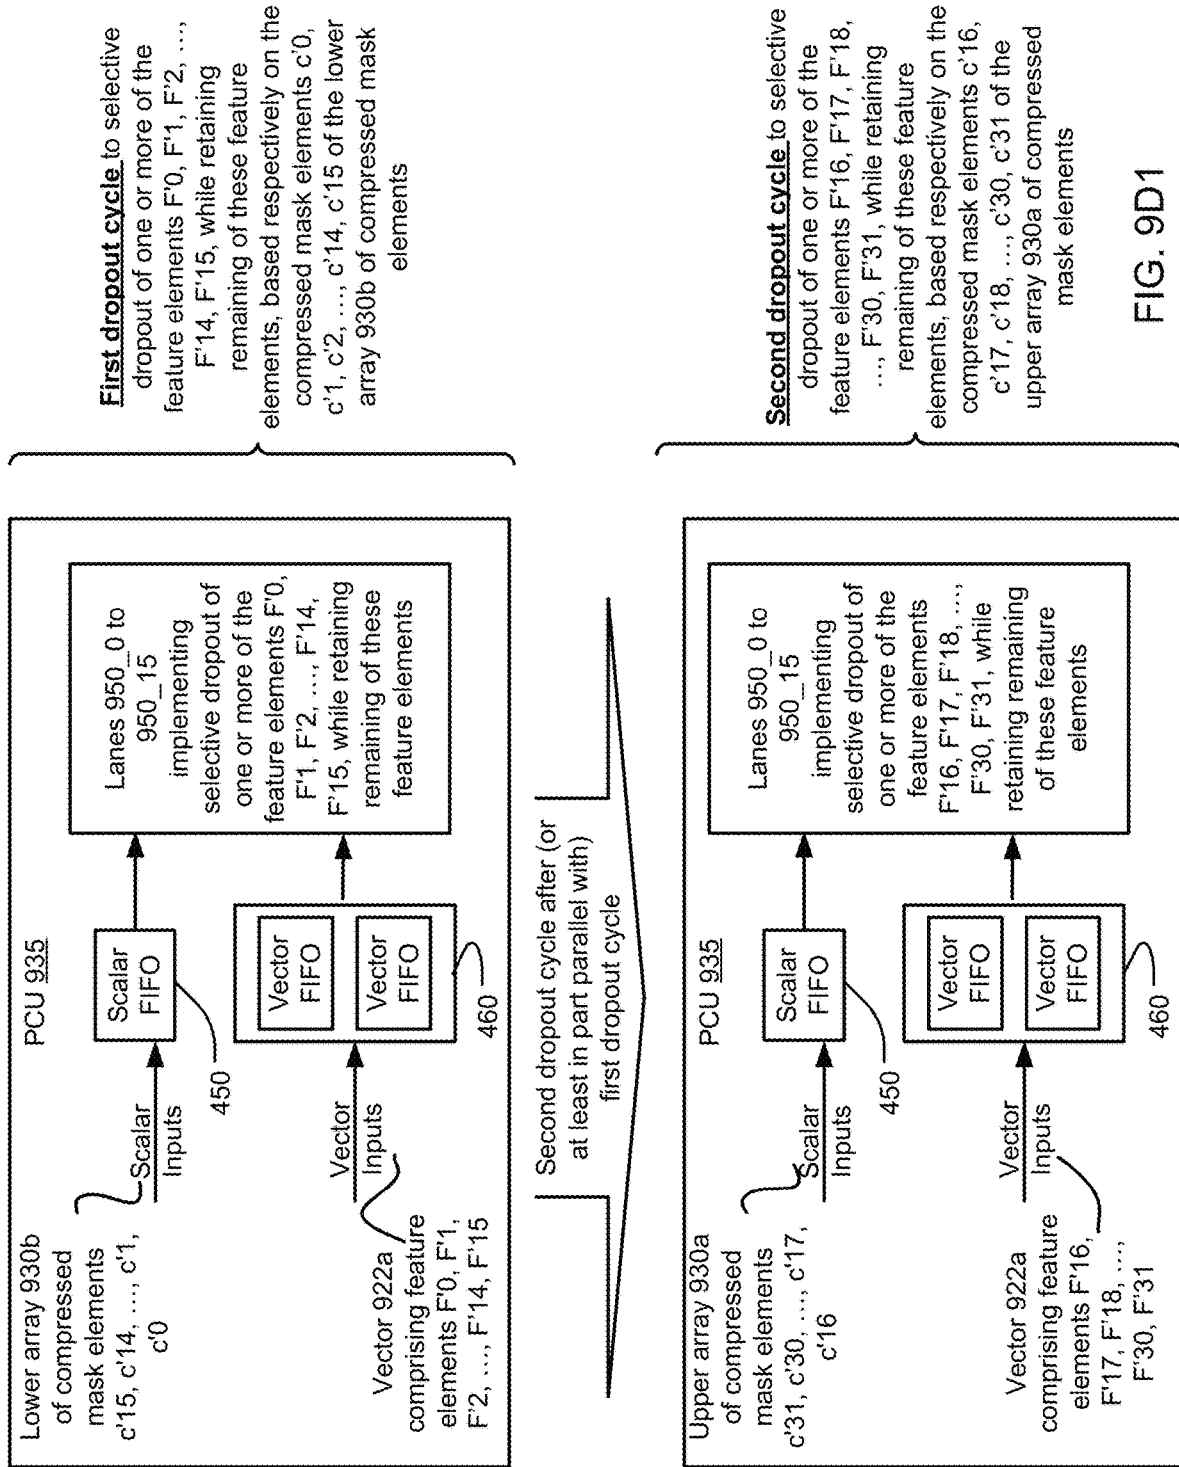 Lower array 930b
of compressed
mask elements
c'15, c'14, …, c'1,
c'0
Scalar
Inputs
PCU 935
Scalar
FIFO
450
Vector 922a
comprising feature
elements F'0, F'1,
F'2, …, F'14, F'15
Vector
Inputs
Vector
FIFO
Vector
FIFO
460
Lanes 950_0 to
950_15
implementing
selective dropout of
one or more of the
feature elements F'0,
F'1, F'2, …, F'14,
F'15, while retaining
remaining of these
feature elements
First dropout cycle to selective
dropout of one or more of the
feature elements F'0, F'1, F'2, …,
F'14, F'15, while retaining
remaining of these feature
elements, based respectively on the
compressed mask elements c'0,
c'1, c'2, …, c'14, c'15 of the lower
array 930b of compressed mask
elements
Second dropout cycle after (or
at least in part parallel with)
first dropout cycle
Upper array 930a
of compressed
mask elements
c'31, c'30, …, c'17,
c'16
Scalar
Inputs
PCU 935
Scalar
FIFO
450
Vector 922a
comprising feature
elements F'16,
F'17, F'18, …,
F'30, F'31
Vector
Inputs
Vector
FIFO
Vector
FIFO
460
Lanes 950_0 to
950_15
implementing
selective dropout of
one or more of the
feature elements
F'16, F'17, F'18, …,
F'30, F'31, while
retaining remaining
of these feature
elements
Second dropout cycle to selective
dropout of one or more of the
feature elements F'16, F'17, F'18,
…, F'30, F'31, while retaining
remaining of these feature
elements, based respectively on the
compressed mask elements c'16,
c'17, c'18, …, c'30, c'31 of the
upper array 930a of compressed
mask elements
FIG. 9D1